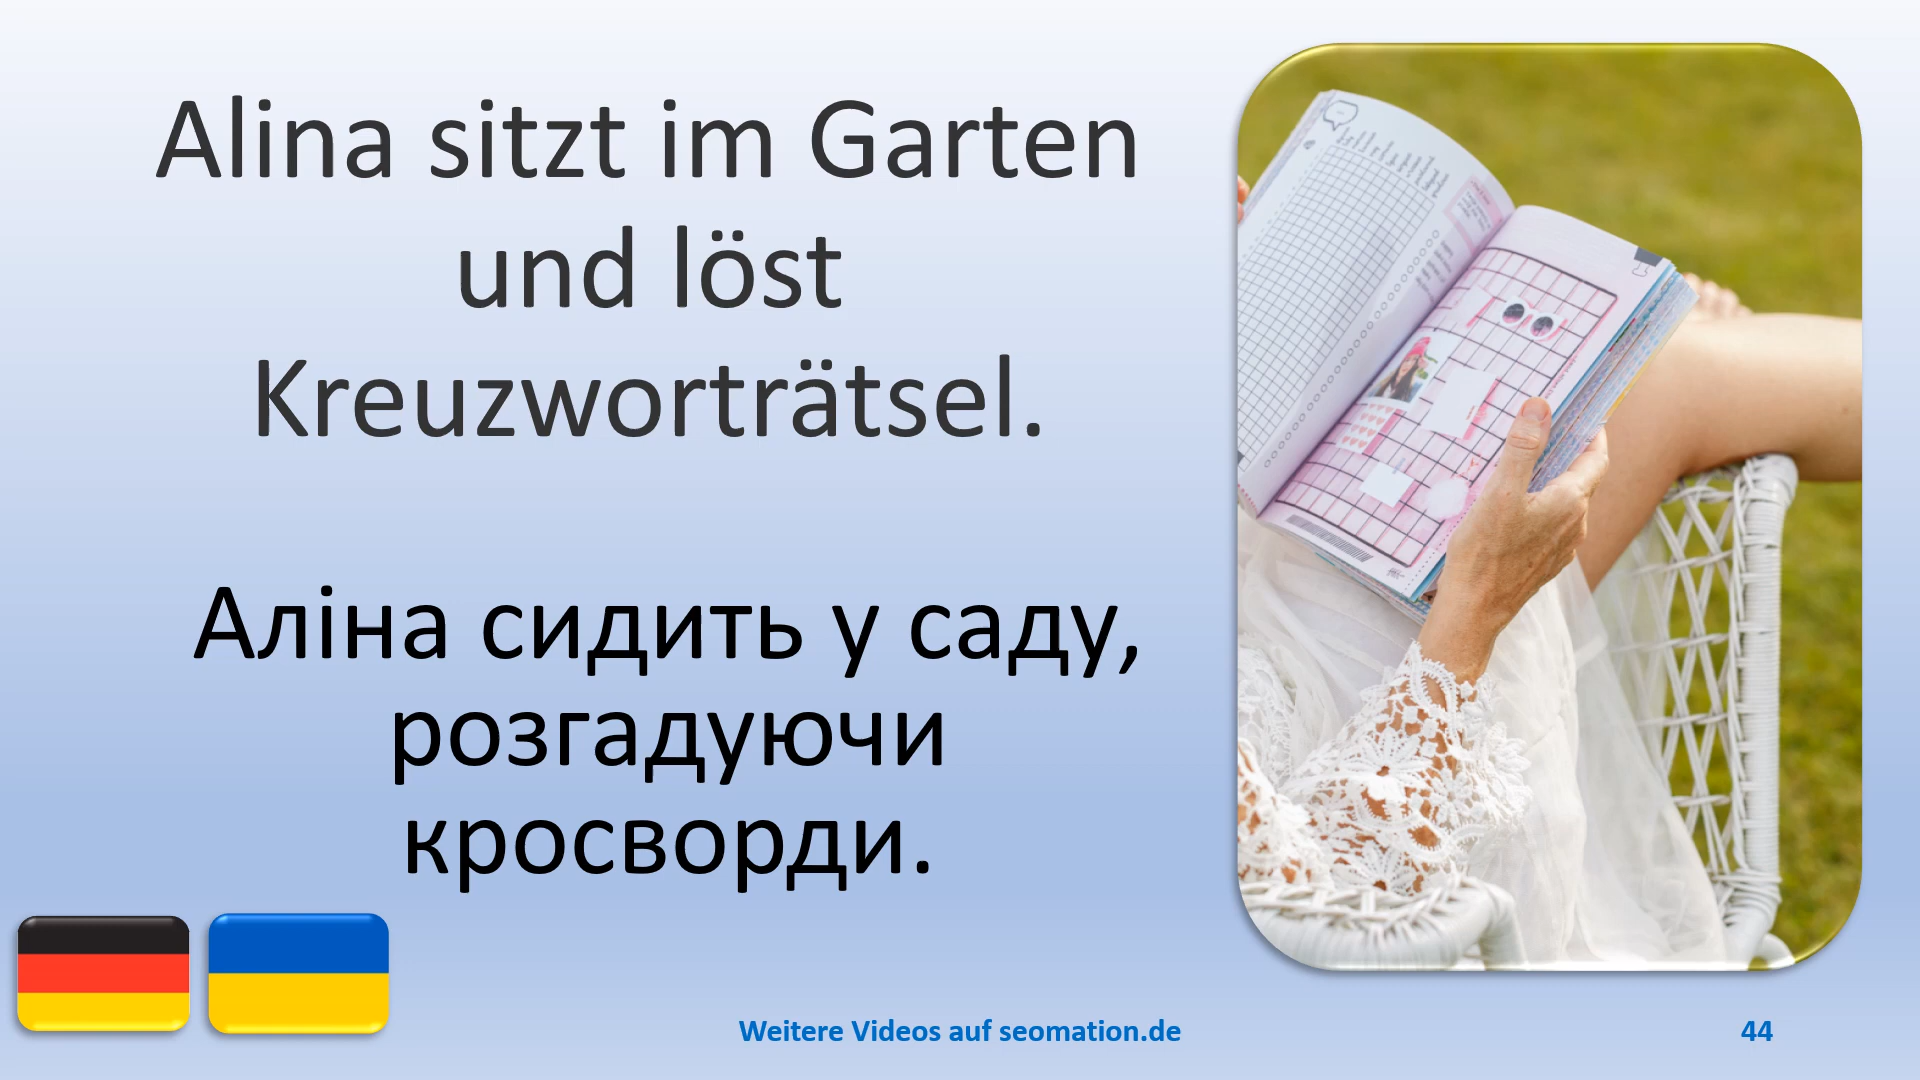 Alina sitzt im Garten
und löst
Kreuzworträtsel.
Аліна сидить у саду,
розгадуючи
кросворди.
Weitere Videos auf seomation.de
44